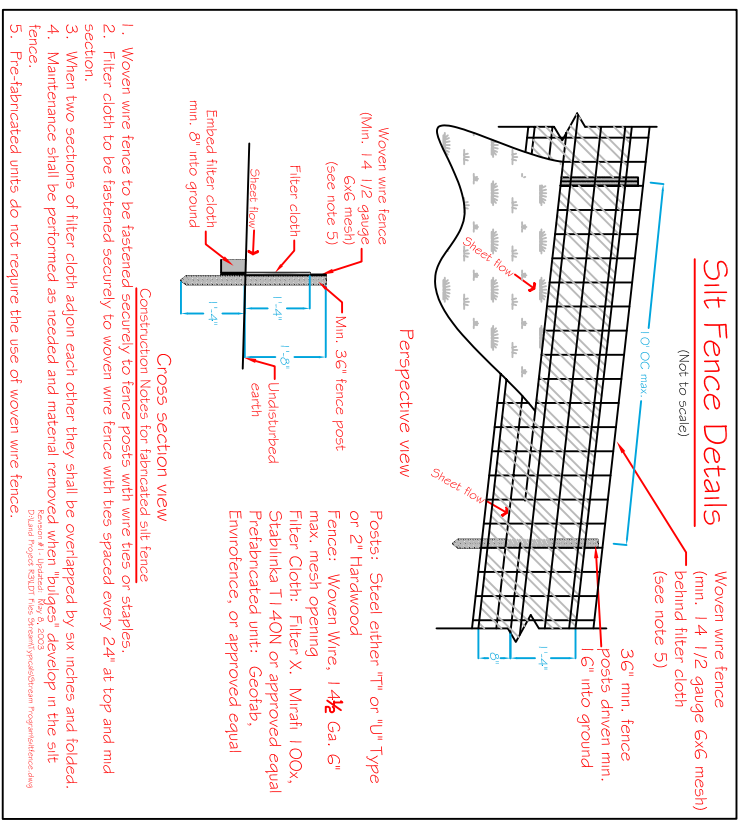 Silt Fence Details
(Not to scale)
10' OC max.
Woven wire fence
(min. 14 1/2 gauge 6x6 mesh)
behind filter cloth
(see note 5)
36" min. fence
posts driven min.
16" into ground
Sheet flow
Sheet flow
1'-4"
8"
Perspective view
Woven wire fence
(Min. 14 1/2 gauge
6x6 mesh)
(see note 5)
Filter cloth
Sheet flow
Embed filter cloth
min. 8" into ground
Min. 36" fence post
1'-4"
1'-8"
1'-4"
Undisturbed
earth
Cross section view
Posts: Steel either "T" or "U" Type
or 2" Hardwood
Fence: Woven Wire, 14½ Ga. 6"
max. mesh opening
Filter Cloth: Filter X. Mirafi 100x,
Stabilinka T140N or approved equal
Prefabricated unit: Geofab,
Envirofence, or approved equal
Construction Notes for fabricated silt fence
1. Woven wire fence to be fastened securely to fence posts with wire ties or staples.
2. Filter cloth to be fastened securely to woven wire fence with ties spaced every 24" at top and mid
section.
3. When two sections of filter cloth adjoin each other they shall be overlapped by six inches and folded.
4. Maintenance shall be performed as needed and material removed when "bulges" develop in the silt
fence.
5. Pre-fabricated units do not require the use of woven wire fence.
Revision #1: Updated: May 8, 2003